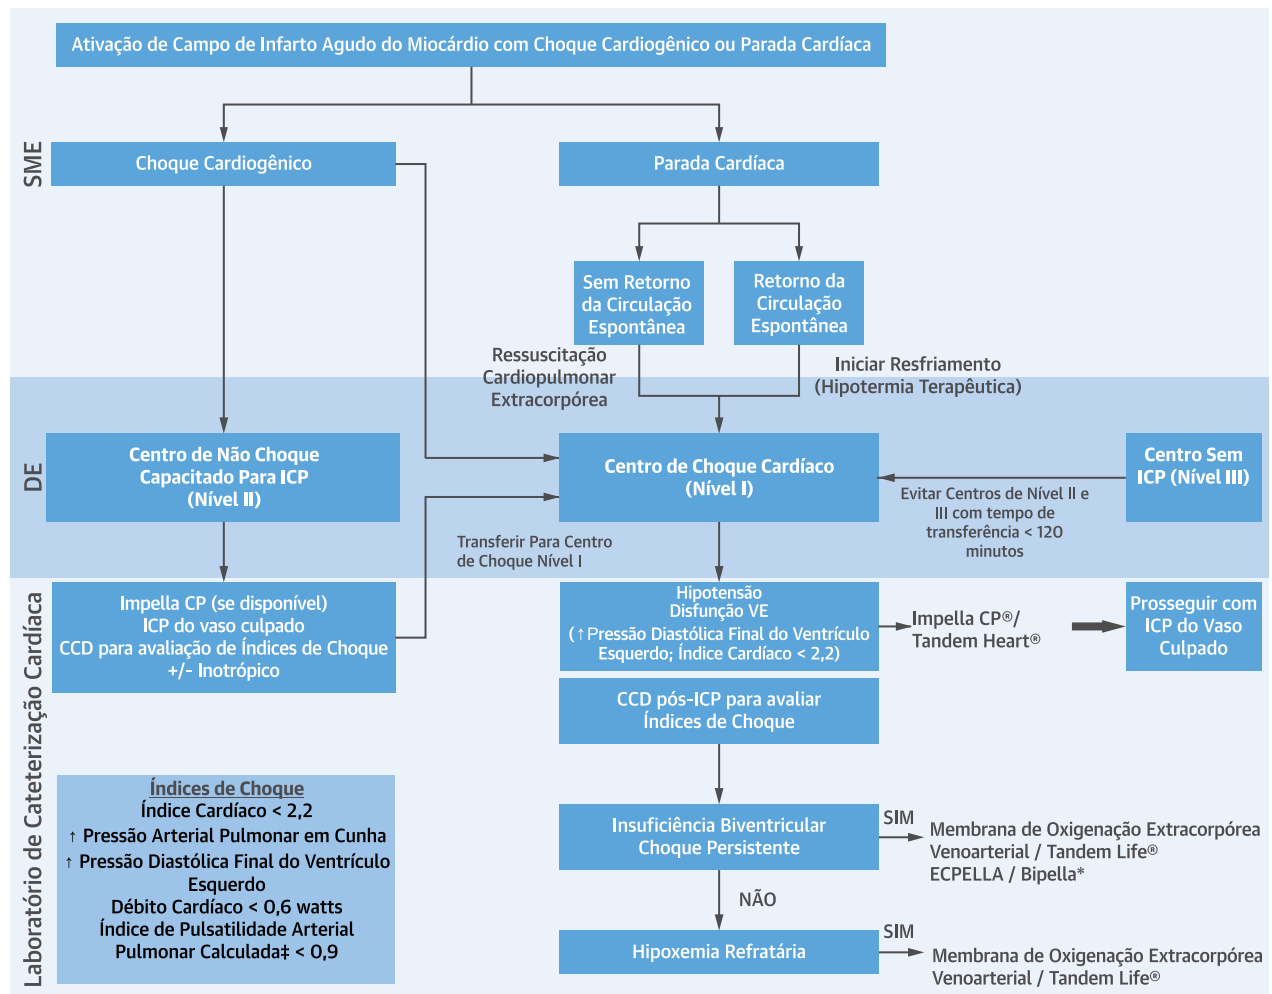 Ativação de Campo de Infarto Agudo do Miocárdio com Choque Cardiogênico ou Parada Cardíaca
SME
Choque Cardiogênico
Parada Cardíaca
Sem Retorno
da Circulação
Espontânea
Retorno da
Circulação
Espontânea
Ressuscitação
Cardiopulmonar
Extracorpórea
Iniciar Resfriamento
(Hipotermia Terapêutica)
DE
Centro de Não Choque
Capacitado Para ICP
(Nível II)
Centro de Choque Cardíaco
(Nível I)
Centro Sem
ICP (Nível III)
Evitar Centros de Nível II e
III com tempo de
transferência < 120
minutos
Transferir Para Centro
de Choque Nível I
Laboratório de Cateterização Cardíaca
Impella CP (se disponível)
ICP do vaso culpado
CCD para avaliação de Índices de Choque
+/- Inotrópico
Hipotensão
Disfunção VE
(↑Pressão Diastólica Final do Ventrículo
Esquerdo; Índice Cardíaco < 2,2)
Impella CP®/
Tandem Heart®
Prosseguir com
ICP do Vaso
Culpado
CCD pós-ICP para avaliar
Índices de Choque
Índices de Choque
Índice Cardíaco < 2,2
↑ Pressão Arterial Pulmonar em Cunha
↑ Pressão Diastólica Final do Ventrículo
Esquerdo
Débito Cardíaco < 0,6 watts
Índice de Pulsatilidade Arterial
Pulmonar Calculada‡ < 0,9
Insuficiência Biventricular
Choque Persistente
SIM
Membrana de Oxigenação Extracorpórea
Venoarterial / Tandem Life®
ECPELLA / Bipella*
NÃO
Hipoxemia Refratária
SIM
Membrana de Oxigenação Extracorpórea
Venoarterial / Tandem Life®